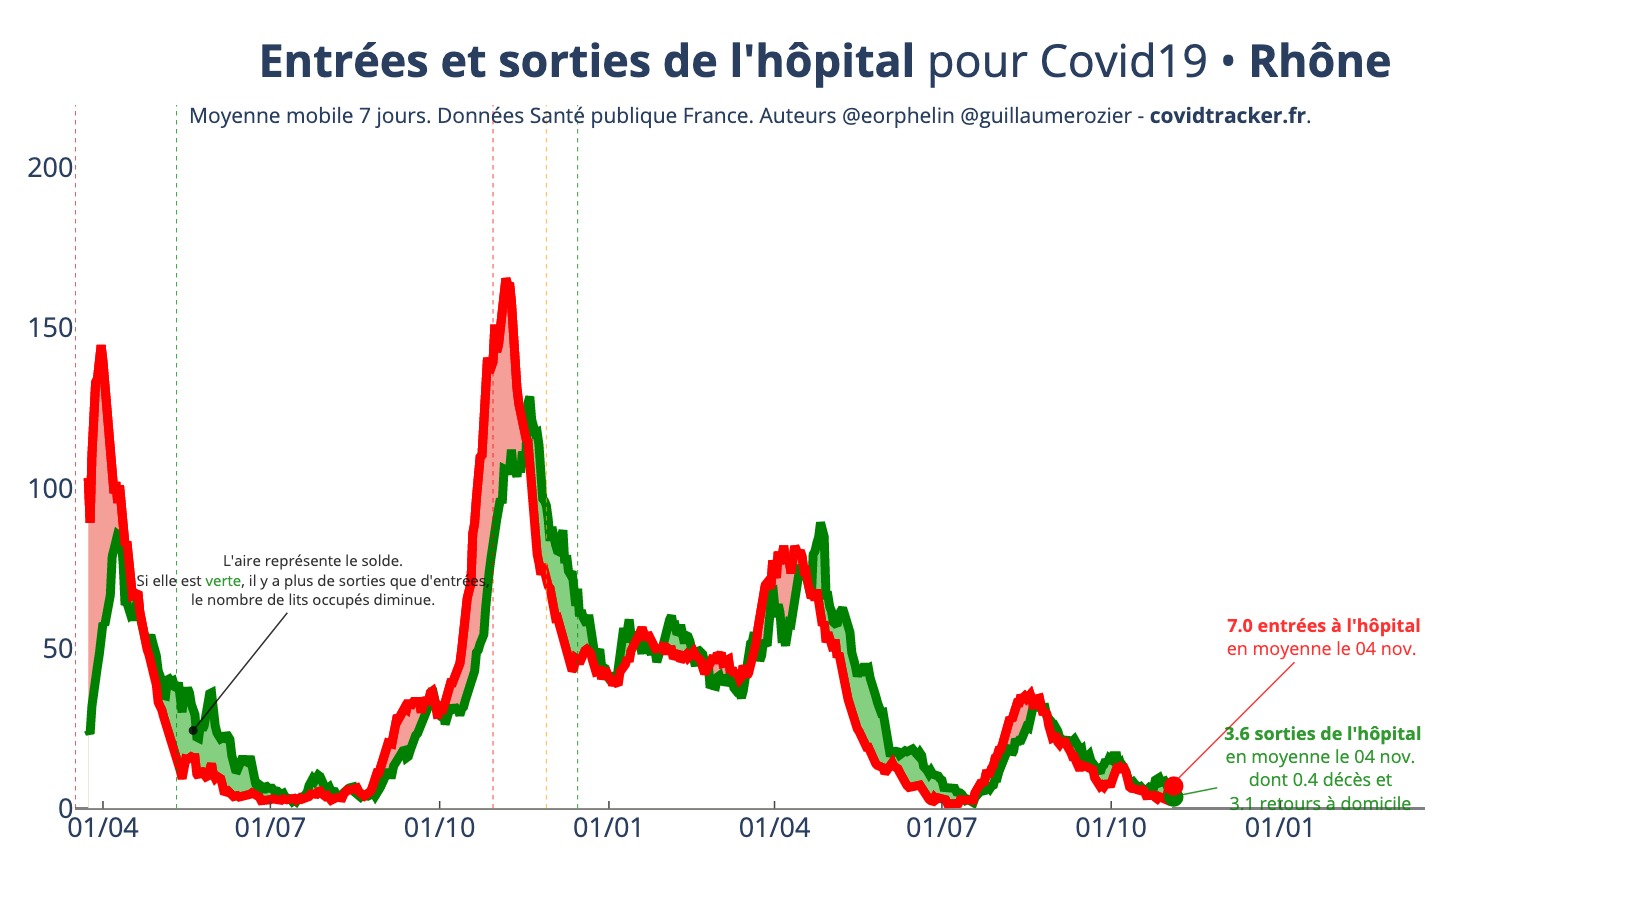 Entrées et sorties de l'hôpital pour Covid19 • Rhône
Moyenne mobile 7 jours. Données Santé publique France. Auteurs @eorphelin @guillaumerozier - covidtracker.fr.
200
150
100
50
0
L'aire représente le solde.
Si elle est verte, il y a plus de sorties que d'entrées,
le nombre de lits occupés diminue.
7.0 entrées à l'hôpital
en moyenne le 04 nov.
3.6 sorties de l'hôpital
en moyenne le 04 nov.
dont 0.4 décès et
3.1 retours à domicile
01/04 01/07 01/10 01/01 01/04 01/07 01/10 01/01